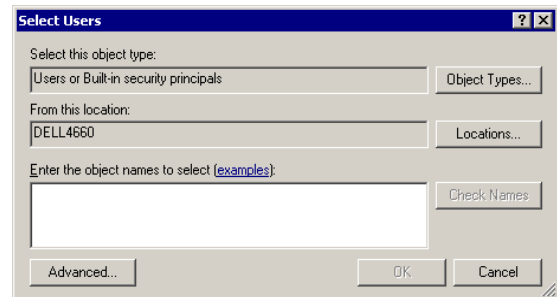 Select Users
Select this object type:
Users or Built-in security principals
Object Types...
From this location:
DELL4660
Locations...
Enter the object names to select (examples):
Check Names
Advanced...
OK
Cancel